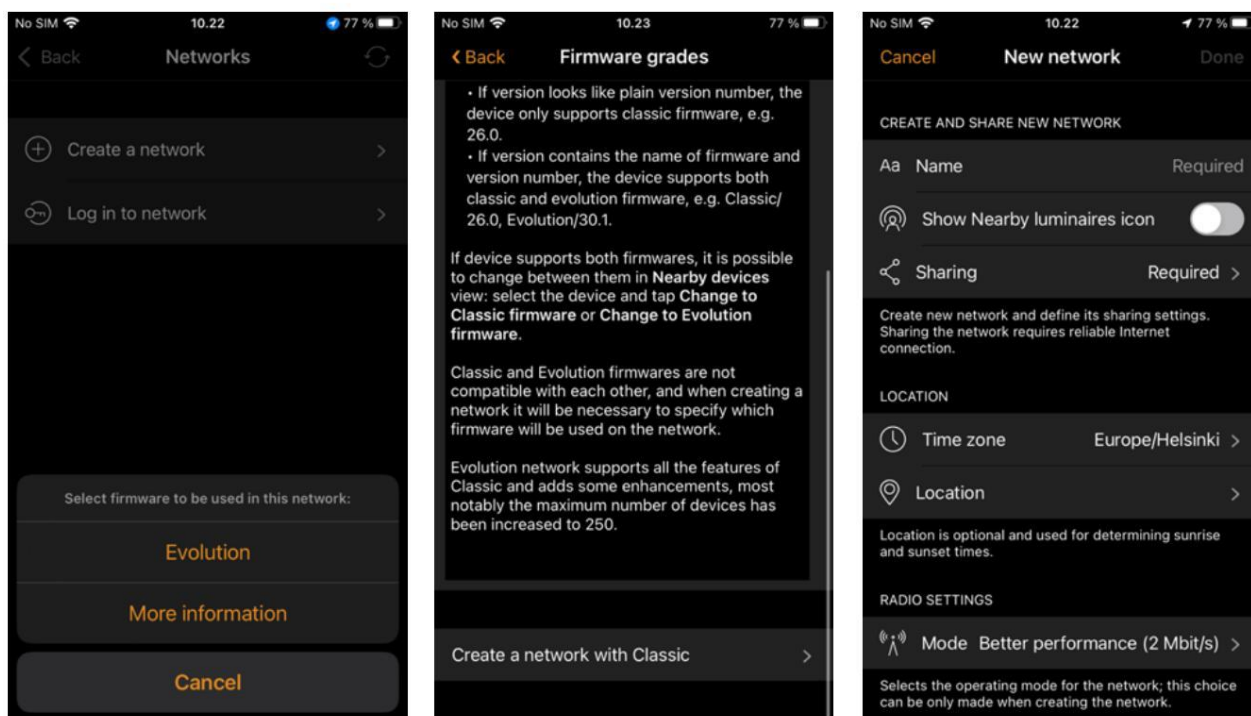 No SIM 10.22 77 %
Back Networks
Create a network
Log in to network
Select firmware to be used in this network:
Evolution
More information
Cancel
No SIM 10.23 77 %
Back Firmware grades
• If version looks like plain version number, the
device only supports classic firmware, e.g.
26.0.
• If version contains the name of firmware and
version number, the device supports both
classic and evolution firmware, e.g. Classic/
26.0, Evolution/30.1.
If device supports both firmwares, it is possible
to change between them in Nearby devices
view: select the device and tap Change to
Classic firmware or Change to Evolution
firmware.
Classic and Evolution firmwares are not
compatible with each other, and when creating a
network it will be necessary to specify which
firmware will be used on the network.
Evolution network supports all the features of
Classic and adds some enhancements, most
notably the maximum number of devices has
been increased to 250.
Create a network with Classic
No SIM 10.22 77 %
Cancel New network Done
CREATE AND SHARE NEW NETWORK
Aa Name Required
Show Nearby luminaires icon
Sharing Required
Create new network and define its sharing settings.
Sharing the network requires reliable Internet
connection.
LOCATION
Time zone Europe/Helsinki
Location
Location is optional and used for determining sunrise
and sunset times.
RADIO SETTINGS
Mode Better performance (2 Mbit/s)
Selects the operating mode for the network; this choice
can be only made when creating the network.